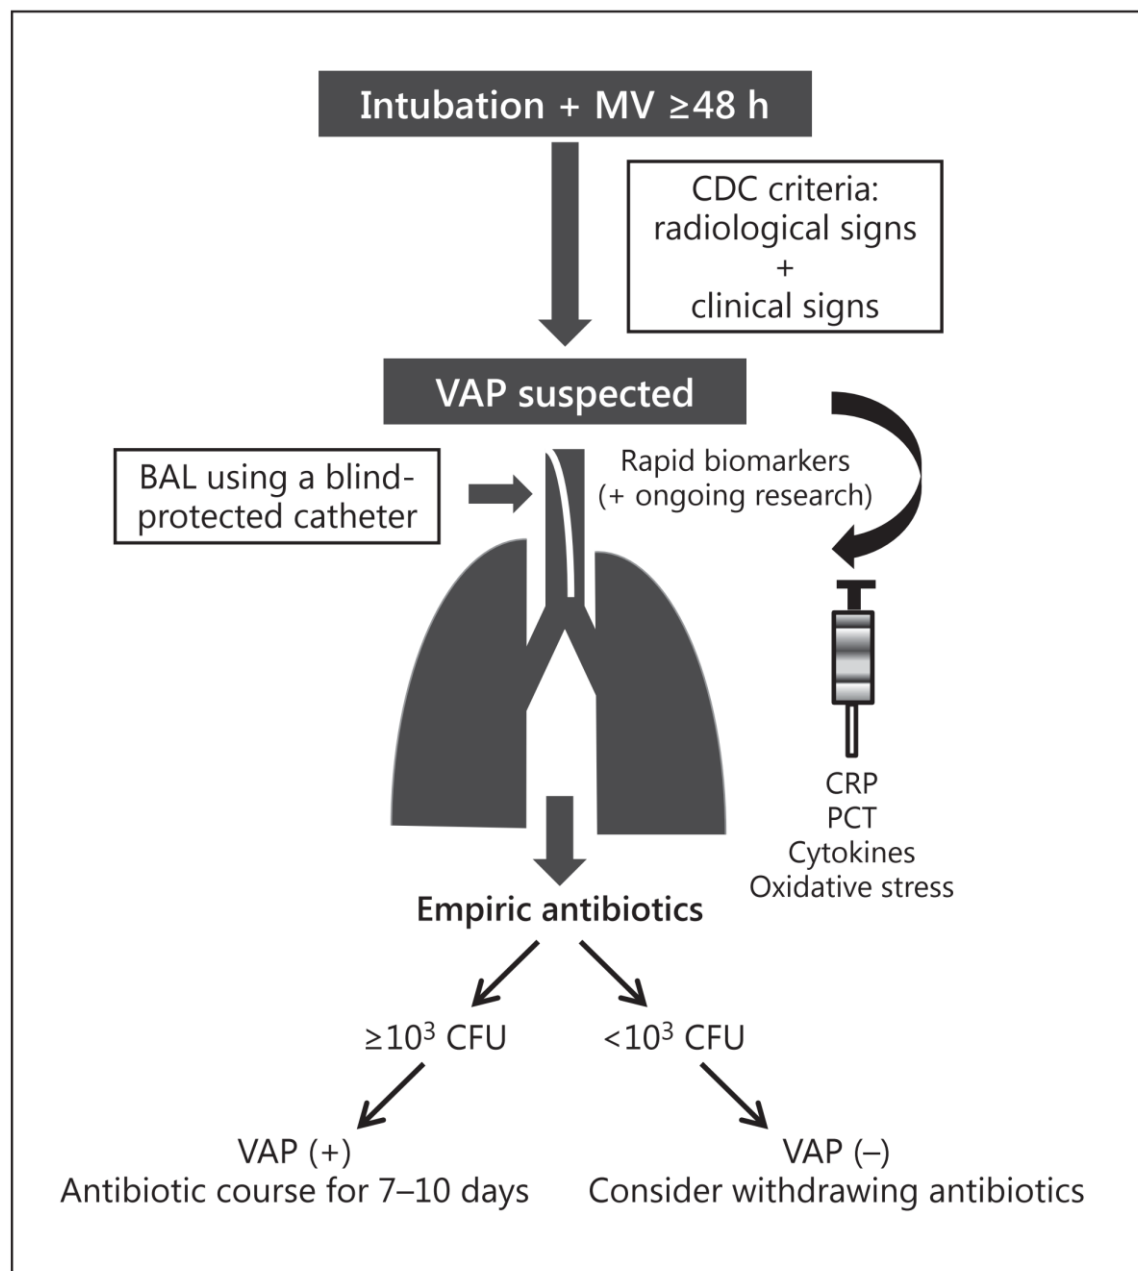 Intubation + MV ≥48 h
CDC criteria:
radiological signs
+
clinical signs
VAP suspected
BAL using a blind-
protected catheter
Rapid biomarkers
(+ ongoing research)
CRP
PCT
Cytokines
Oxidative stress
Empiric antibiotics
≥10³ CFU
<10³ CFU
VAP (+)
Antibiotic course for 7–10 days
VAP (–)
Consider withdrawing antibiotics